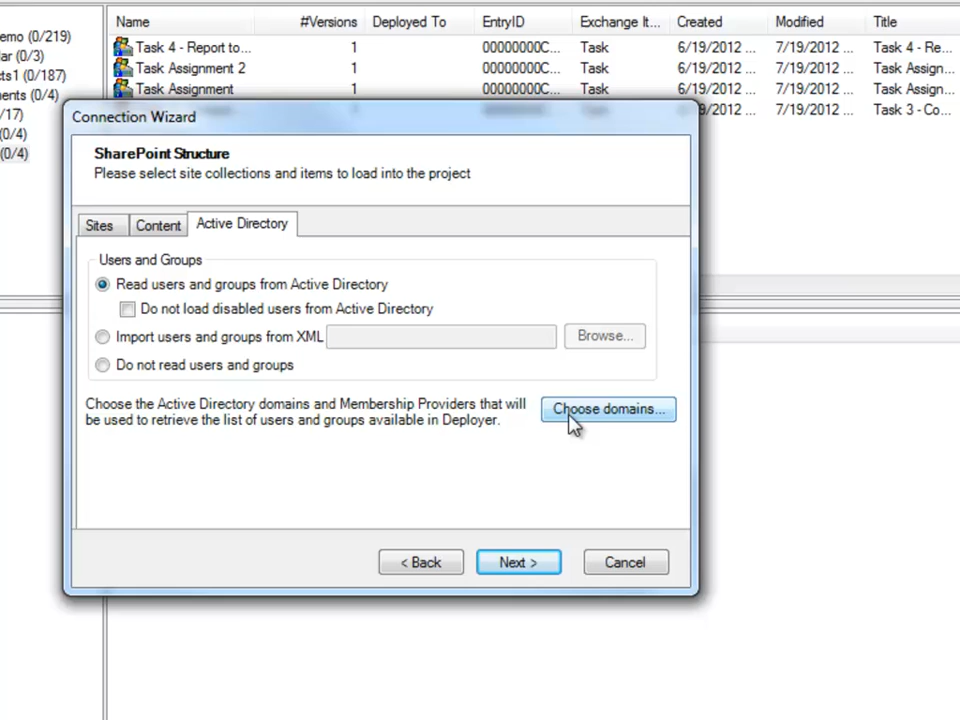 Name #Versions Deployed To EntryID Exchange It... Created Modified Title
emo (0/219)
Task 4 - Report to... 1 00000000C... Task 6/19/2012 ... 7/19/2012 ... Task 4 - Re...
lar (0/3)
Task Assignment 2 1 00000000C... Task 6/19/2012 ... 7/19/2012 ... Task Assign...
cts1 (0/187)
Task Assignment 1 00000000C... Task 6/19/2012 ... 7/19/2012 ... Task Assign...
ments (0/4)
/17)
/19/2012 ... 7/19/2012 ... Task 3 - Co...
(0/4)
(0/4)
Connection Wizard
SharePoint Structure
Please select site collections and items to load into the project
Sites Content Active Directory
Users and Groups
Read users and groups from Active Directory
Do not load disabled users from Active Directory
Import users and groups from XML Browse...
Do not read users and groups
Choose the Active Directory domains and Membership Providers that will
be used to retrieve the list of users and groups available in Deployer.
Choose domains...
< Back Next > Cancel